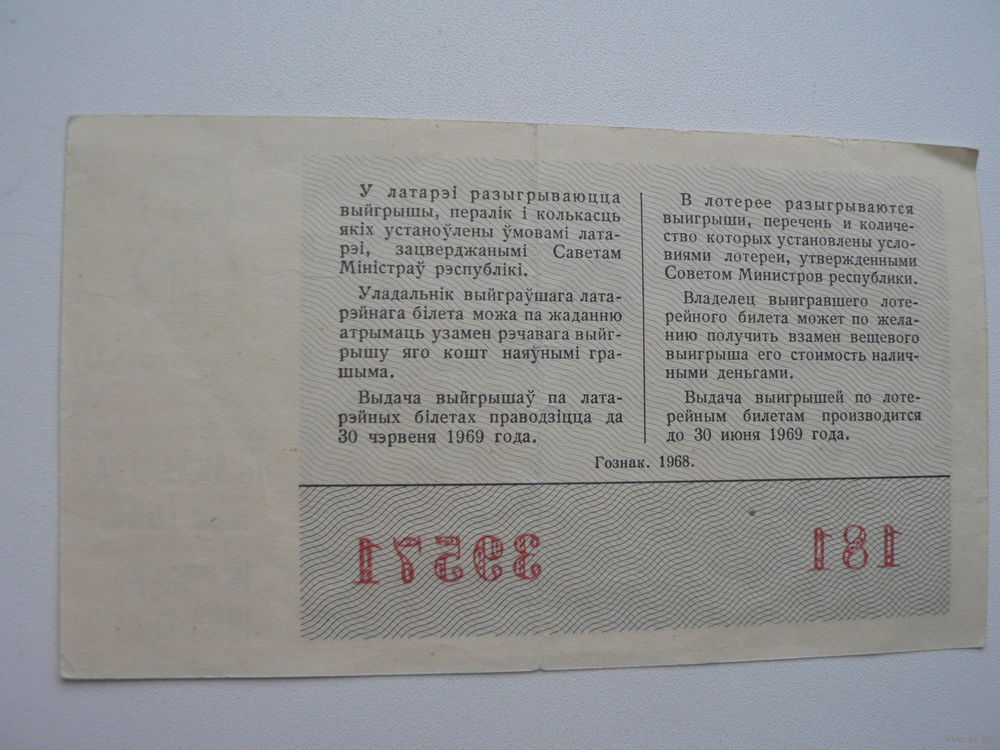 У латарэі разыгрываюцца
выйгрышы, пералік і колькасць
якіх устаноўлены ўмовамі лата-
рэі, зацверджанымі Саветам
Міністраў рэспублікі.
Уладальнік выйграўшага лата-
рэйнага білета можа па жаданню
атрымаць узамен рэчавага выйг-
рышу яго кошт наяўнымі гра-
шыма.
Выдача выйгрышаў па лата-
рэйных білетах праводзіцца да
30 чэрвеня 1969 года.
В лотерее разыгрываются
выигрыши, перечень и количе-
ство которых установлены усло-
виями лотереи, утвержденными
Советом Министров республики.
Владелец выигравшего лоте-
рейного билета может по жела-
нию получить взамен вещевого
выигрыша его стоимость налич-
ными деньгами.
Выдача выигрышей по лоте-
рейным билетам производится
до 30 июня 1969 года.
Гознак. 1968.
39571
181